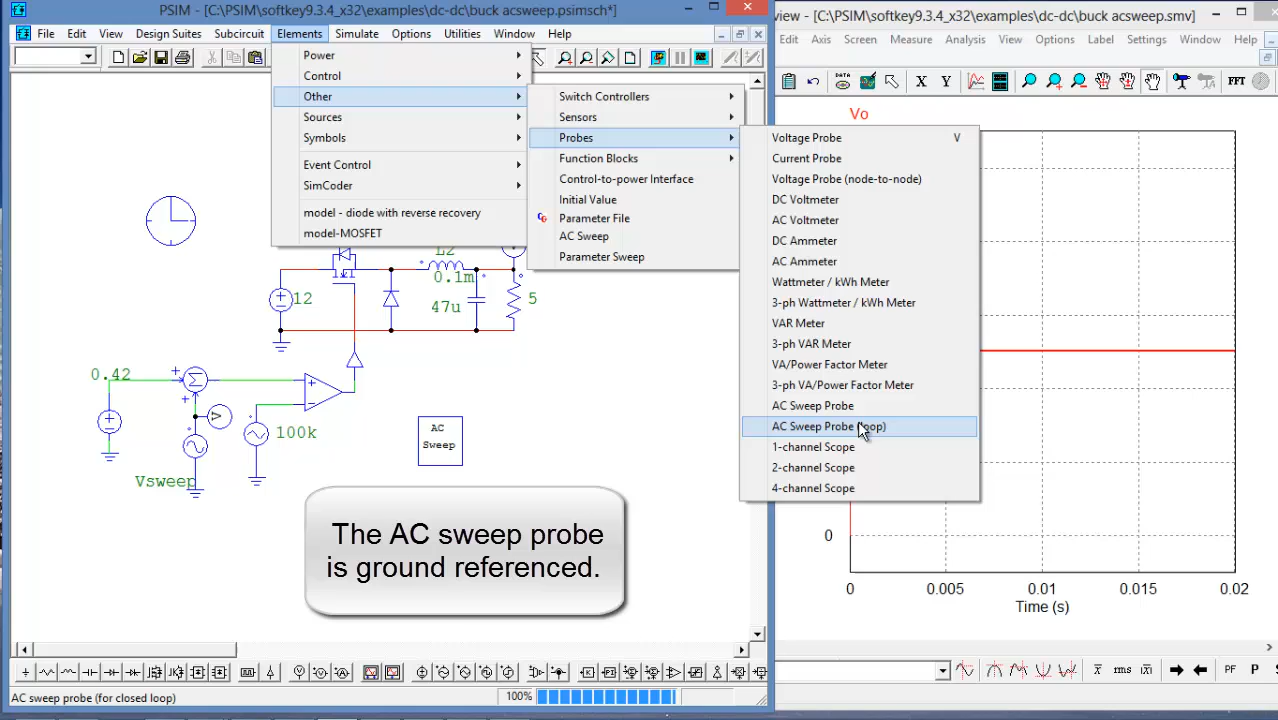 PSIM - [C:\PSIM\softkey9.3.4_x32\examples\dc-dc\buck acsweep.psimsch*]
File Edit View Design Suites Subcircuit Elements Simulate Options Utilities Window Help
Power
Control
Other
Sources
Symbols
Event Control
SimCoder
model - diode with reverse recovery
model-MOSFET
Switch Controllers
Sensors
Probes
Function Blocks
Control-to-power Interface
Initial Value
Parameter File
AC Sweep
Parameter Sweep
Voltage Probe V
Current Probe
Voltage Probe (node-to-node)
DC Voltmeter
AC Voltmeter
DC Ammeter
AC Ammeter
Wattmeter / kWh Meter
3-ph Wattmeter / kWh Meter
VAR Meter
3-ph VAR Meter
VA/Power Factor Meter
3-ph VA/Power Factor Meter
AC Sweep Probe
AC Sweep Probe (loop)
1-channel Scope
2-channel Scope
4-channel Scope
L2
0.1m
12
47u
5
0.42
V
100k
Vsweep
AC
Sweep
The AC sweep probe
is ground referenced.
AC sweep probe (for closed loop)
100%
view - [C:\PSIM\softkey9.3.4_x32\examples\dc-dc\buck acsweep.smv]
Edit Axis Screen Measure Analysis View Options Label Settings Window Help
DATA
X Y
FFT
Vo
0
0 0.005 0.01 0.015 0.02
Time (s)
x rms |x| PF P